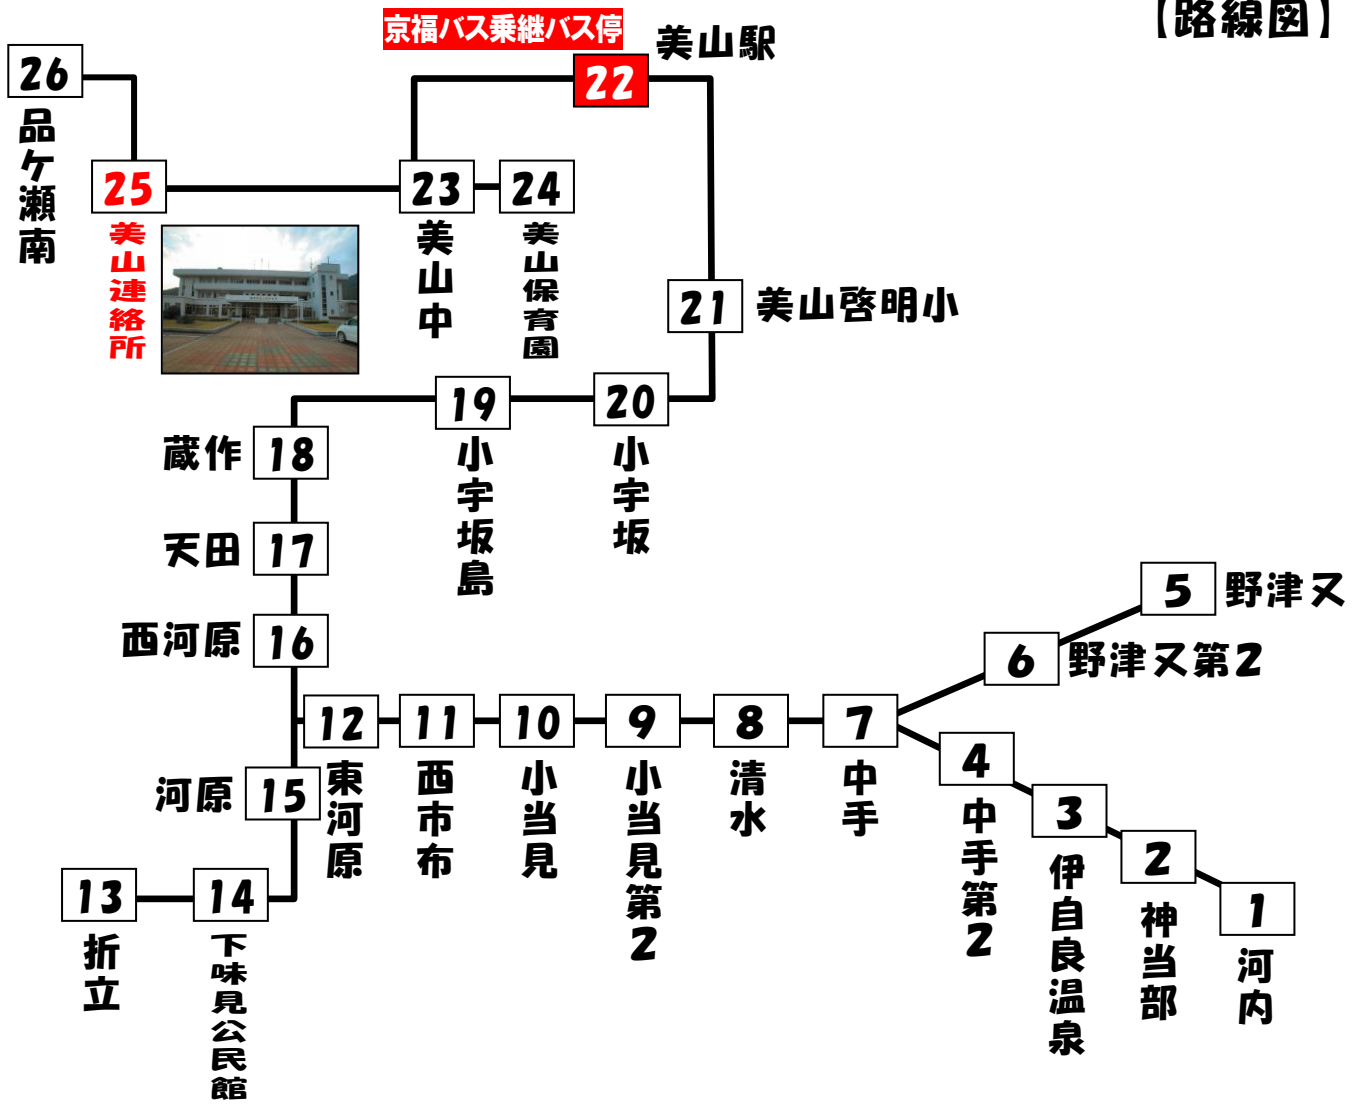 【路線図】
京福バス乗継バス停
美山駅
22
26
品ケ瀬南
25
美山連絡所
23
美山中
24
美山保育園
21
美山啓明小
19
小宇坂島
20
小宇坂
蔵作
18
天田
17
西河原
16
5
野津又
6
野津又第2
12
東河原
11
西市布
10
小当見
9
小当見第2
8
清水
7
中手
4
中手第2
3
伊自良温泉
2
神当部
1
河内
河原
15
13
折立
14
下味見公民館